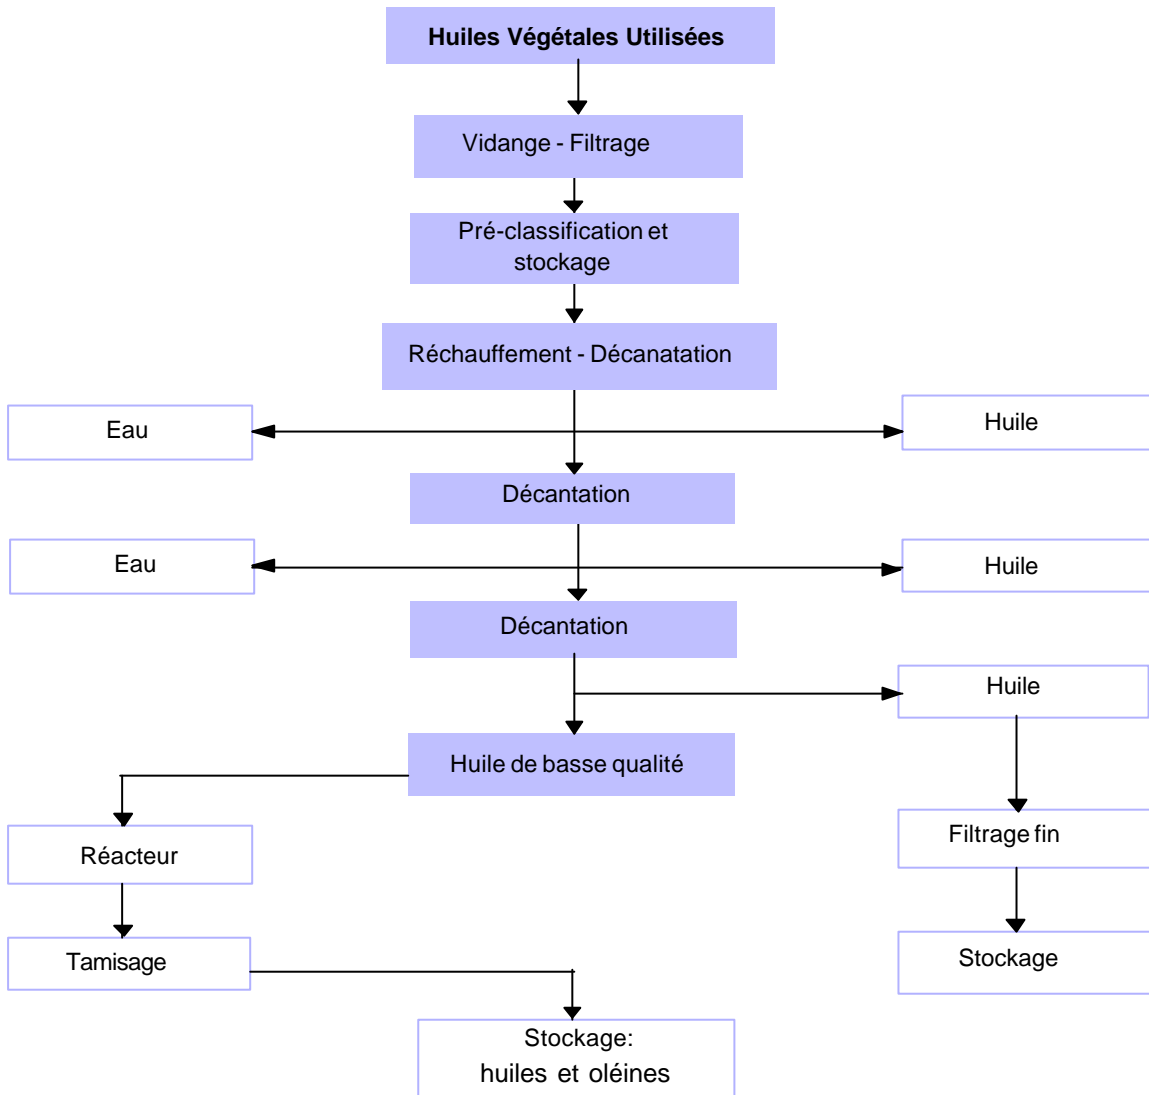 Huiles Végétales Utilisées
Vidange - Filtrage
Pré-classification et
stockage
Réchauffement - Décanatation
Eau
Huile
Décantation
Eau
Huile
Décantation
Huile
Huile de basse qualité
Réacteur
Filtrage fin
Tamisage
Stockage
Stockage:
huiles et oléines